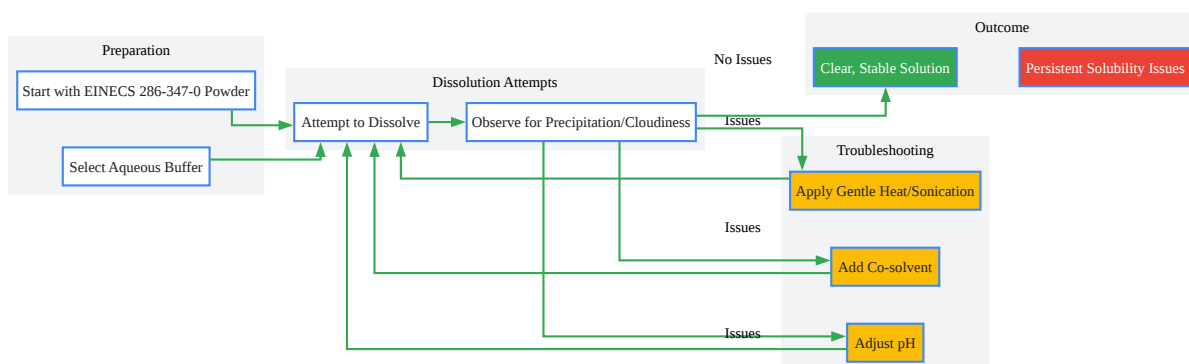 Preparation
Start with EINECS 286-347-0 Powder
Select Aqueous Buffer
Dissolution Attempts
Attempt to Dissolve
Observe for Precipitation/Cloudiness
No Issues
Issues
Issues
Issues
Outcome
Clear, Stable Solution
Persistent Solubility Issues
Troubleshooting
Apply Gentle Heat/Sonication
Add Co-solvent
Adjust pH